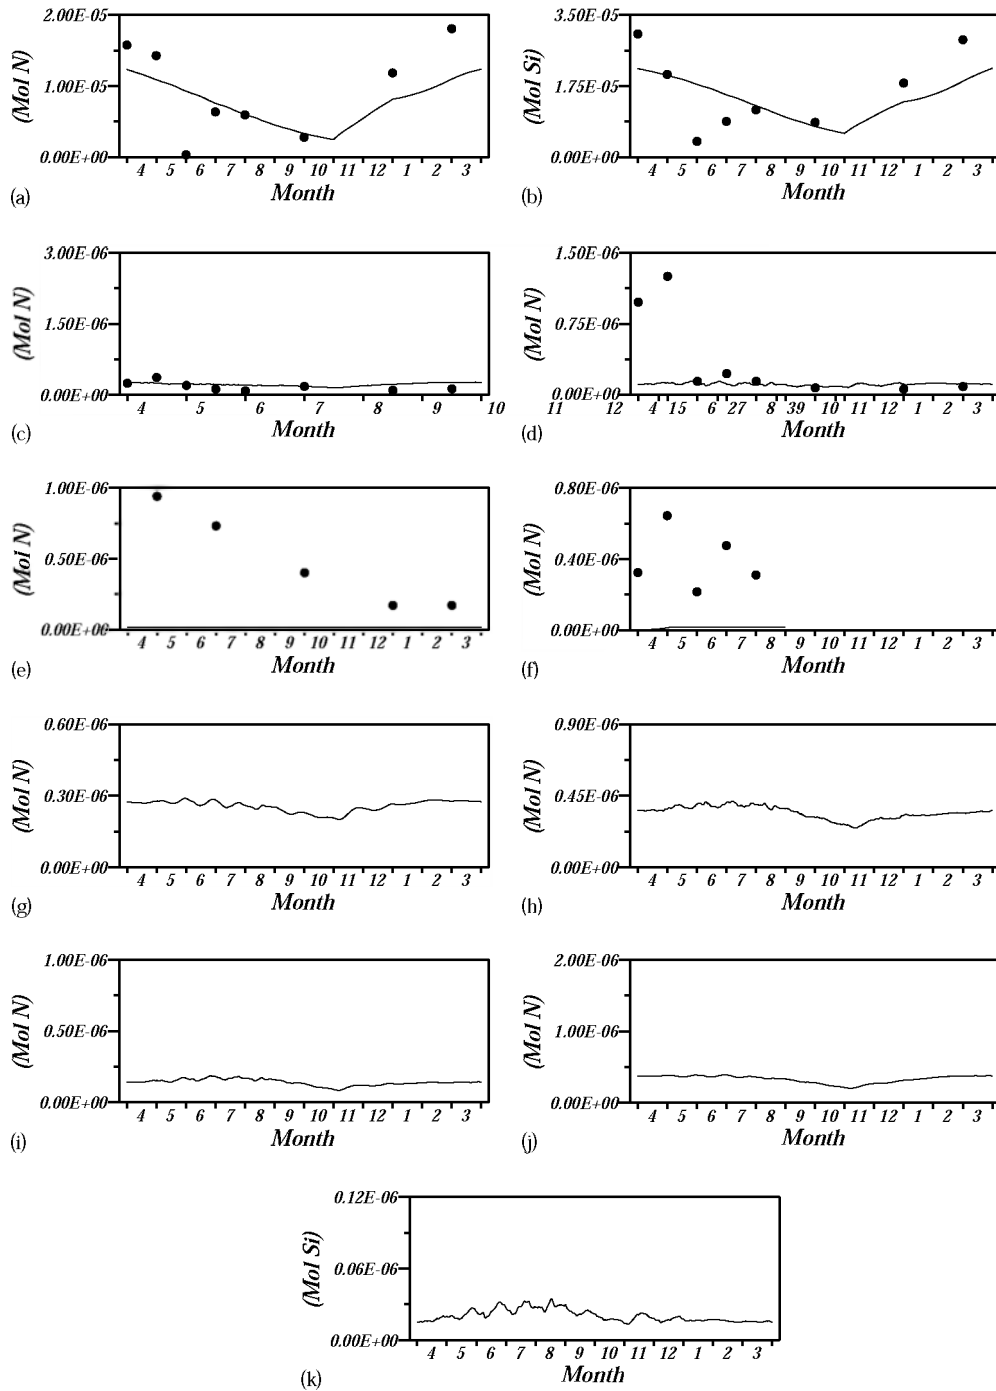 2.00E-05
1.00E-05
0.00E+00
(Mol N)
4 5 6 7 8 9 10 11 12 1 2 3
Month
(a)
3.50E-05
1.75E-05
0.00E+00
(Mol Si)
4 5 6 7 8 9 10 11 12 1 2 3
Month
(b)
3.00E-06
1.50E-06
0.00E+00
(Mol N)
5 6 7 8 9 10 11 12
Month
(c)
1.50E-06
0.75E-06
0.00E+00
(Mol N)
4 15 6 27 8 39 10 11 12 1 2 3
Month
(d)
1.00E-06
0.50E-06
0.00E+00
(Mol N)
4 5 6 7 8 9 10 11 12 1 2 3
Month
(e)
0.80E-06
0.40E-06
0.00E+00
(Mol N)
4 5 6 7 8 9 10 11 12 1 2 3
Month
(f)
0.60E-06
0.30E-06
0.00E+00
(Mol N)
4 5 6 7 8 9 10 11 12 1 2 3
Month
(g)
0.90E-06
0.45E-06
0.00E+00
(Mol N)
4 5 6 7 8 9 10 11 12 1 2 3
Month
(h)
1.00E-06
0.50E-06
0.00E+00
(Mol N)
4 5 6 7 8 9 10 11 12 1 2 3
Month
(i)
2.00E-06
1.00E-06
0.00E+00
(Mol N)
4 5 6 7 8 9 10 11 12 1 2 3
Month
(j)
0.12E-06
0.06E-06
0.00E+00
(Mol Si)
4 5 6 7 8 9 10 11 12 1 2 3
Month
(k)